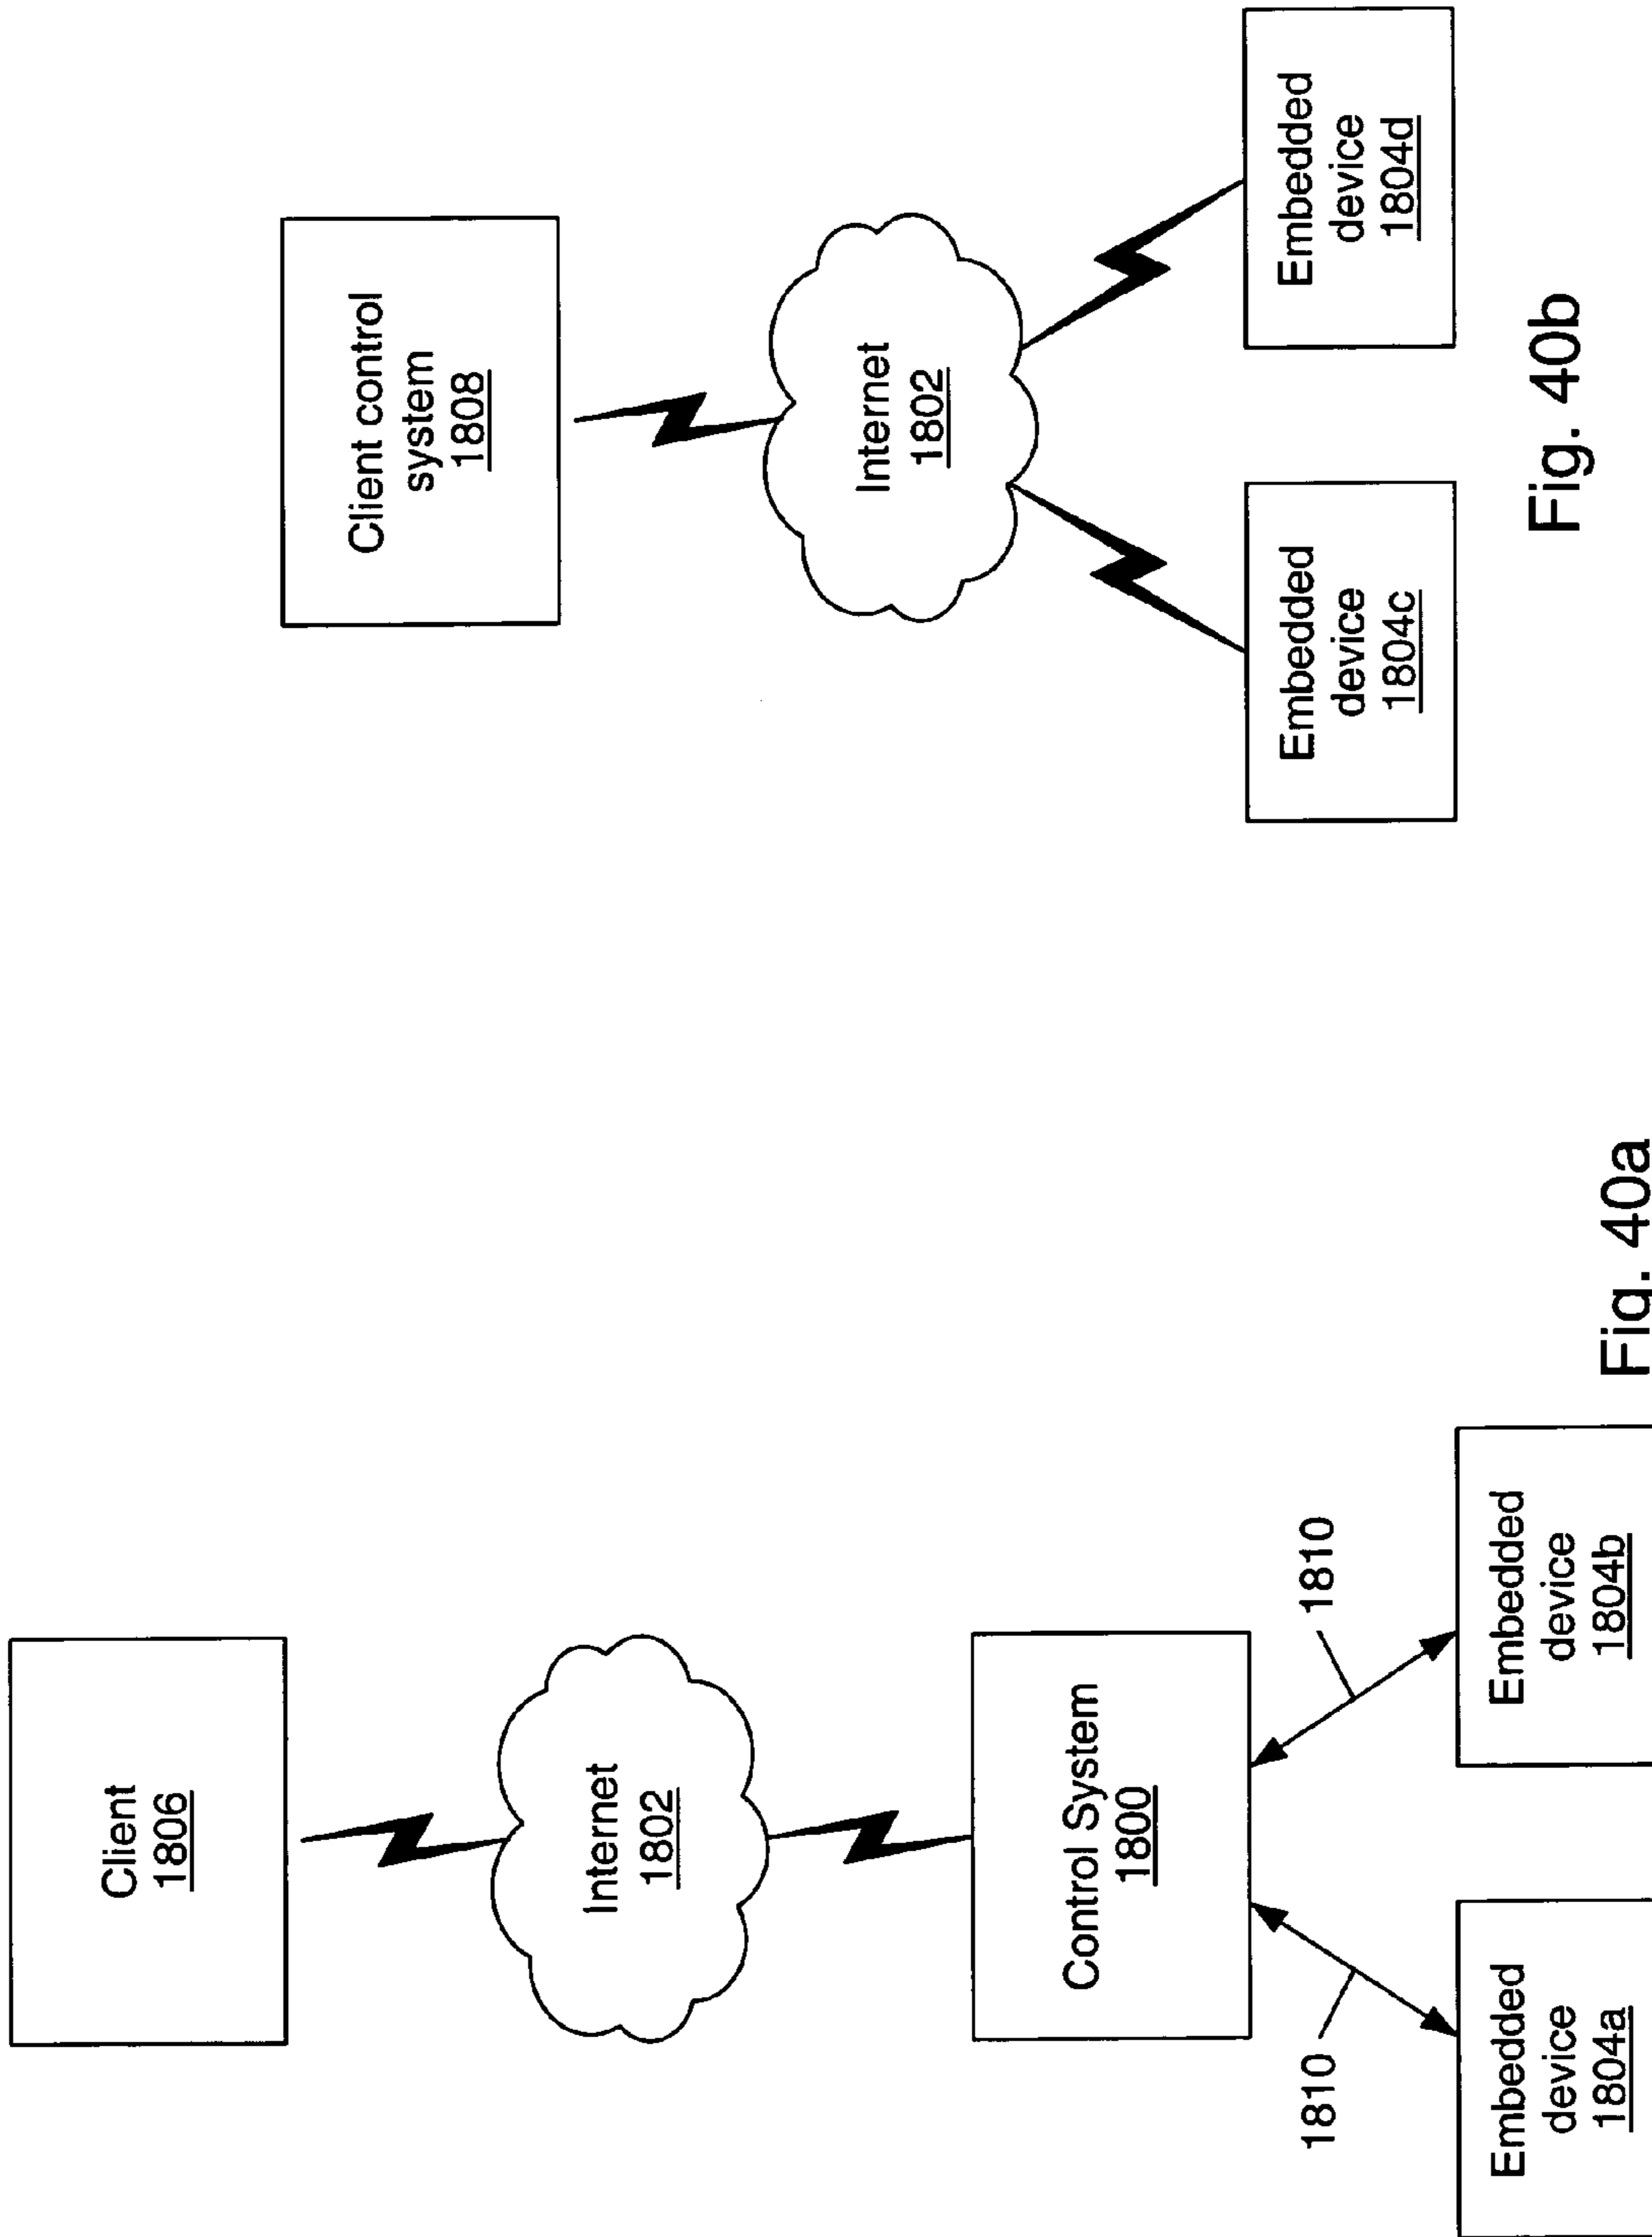 Client
1806
Internet
1802
Control System
1800
1810
1810
Embedded
device
1804a
Embedded
device
1804b
Fig. 40a
Client control
system
1808
Internet
1802
Embedded
device
1804c
Embedded
device
1804d
Fig. 40b